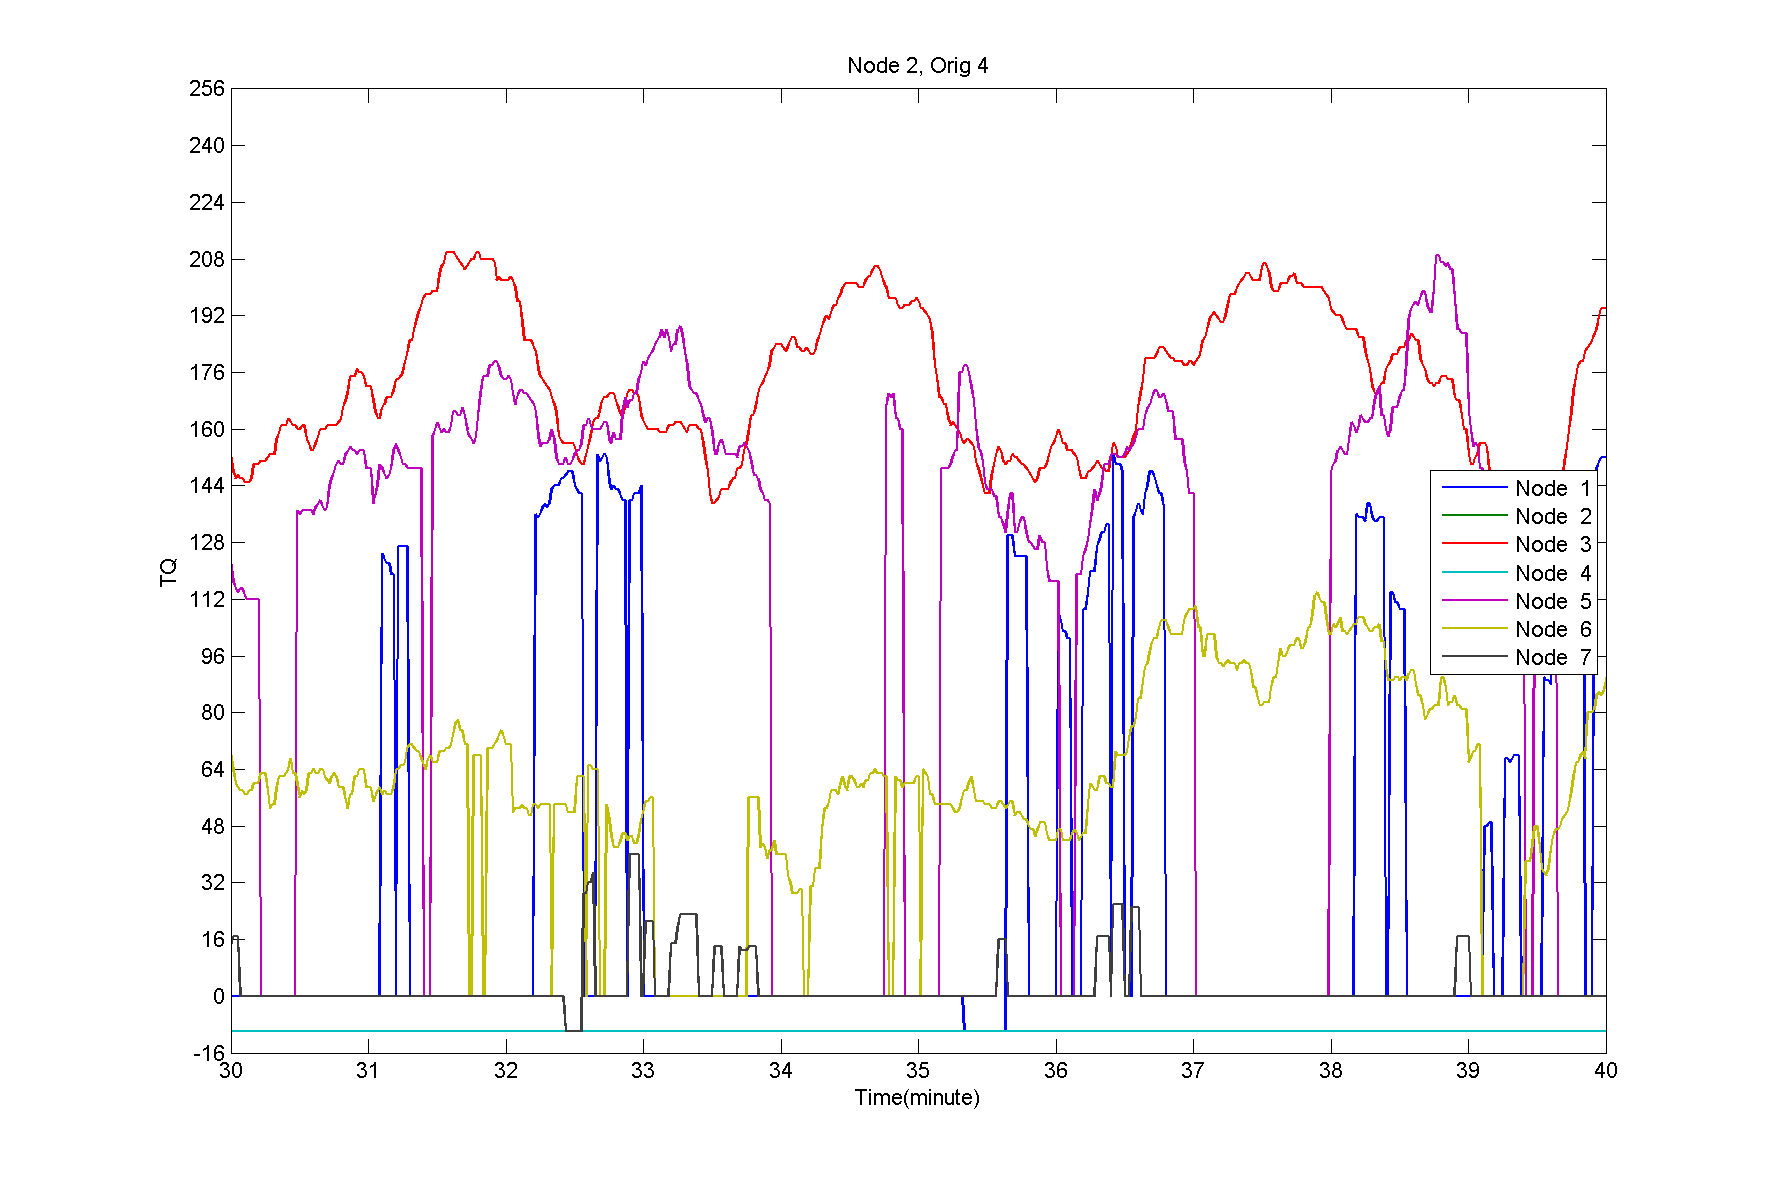 Node 2, Orig 4
256
240
224
208
192
176
160
144
128
112
96
80
64
48
32
16
0
-16
TQ
30 31 32 33 34 35 36 37 38 39 40
Time(minute)
Node 1
Node 2
Node 3
Node 4
Node 5
Node 6
Node 7